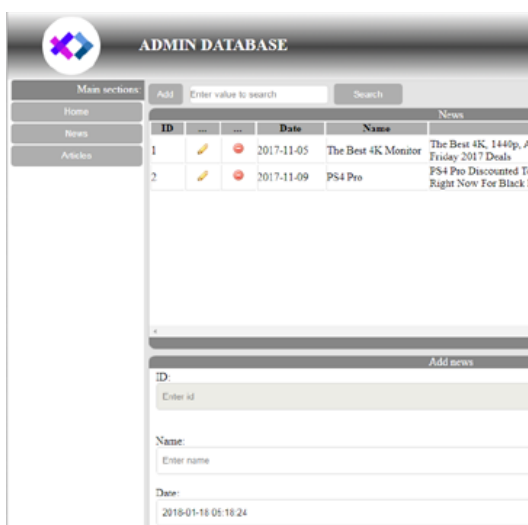 ADMIN DATABASE
Main sections:
Home
News
Articles
Add Enter value to search Search
News
ID ... ... Date Name
1 2017-11-05 The Best 4K Monitor The Best 4K, 1440p, A
Friday 2017 Deals
2 2017-11-09 PS4 Pro PS4 Pro Discounted T
Right Now For Black
Add news
ID:
Enter id
Name:
Enter name
Date:
2018-01-18 05:18:24